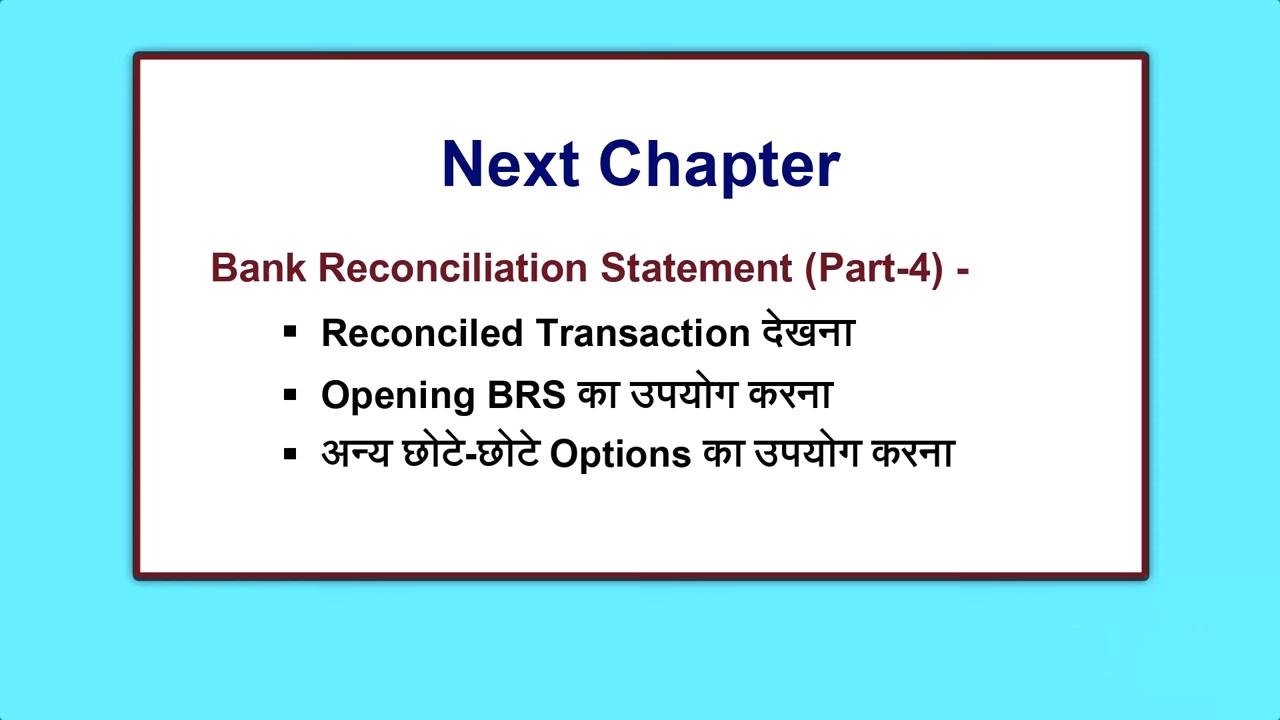 Next Chapter
Bank Reconciliation Statement (Part-4) -
▪ Reconciled Transaction देखना
▪ Opening BRS का उपयोग करना
▪ अन्य छोटे-छोटे Options का उपयोग करना